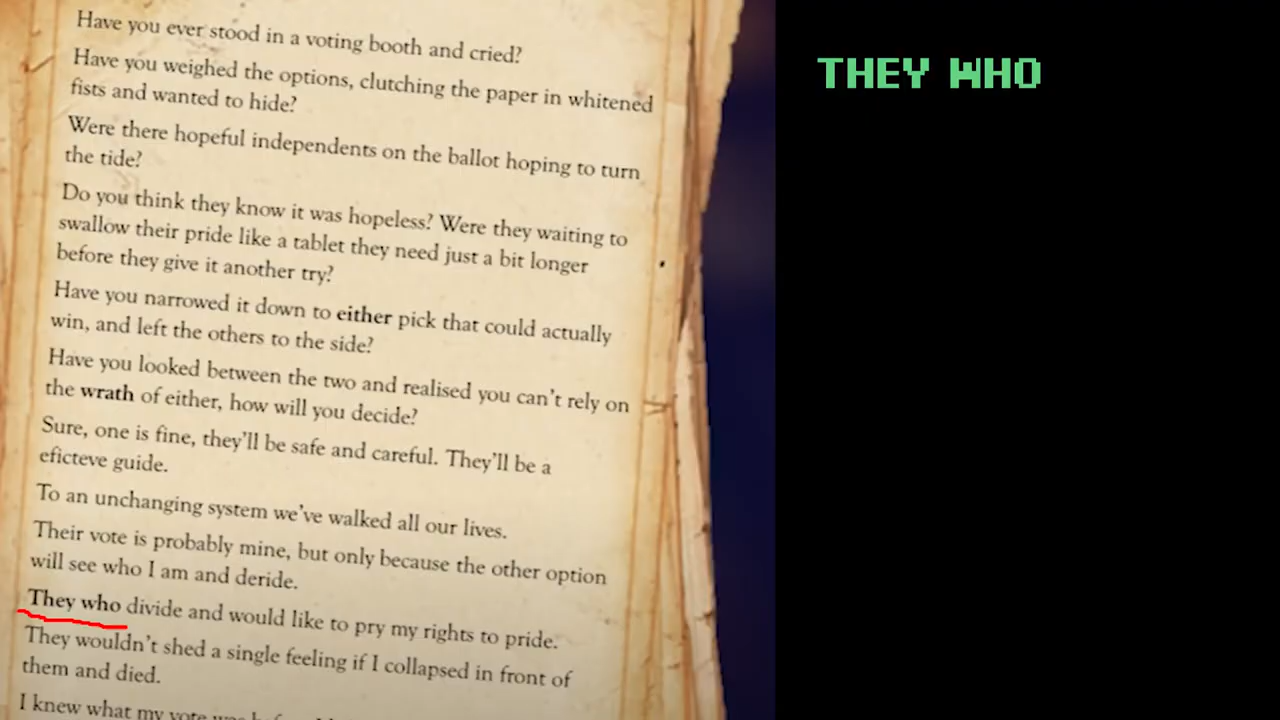 Have you ever stood in a voting booth and cried?
Have you weighed the options, clutching the paper in whitened
fists and wanted to hide?
Were there hopeful independents on the ballot hoping to turn
the tide?
Do you think they know it was hopeless? Were they waiting to
swallow their pride like a tablet they need just a bit longer
before they give it another try?
Have you narrowed it down to either pick that could actually
win, and left the others to the side?
Have you looked between the two and realised you can't rely on
the wrath of either, how will you decide?
Sure, one is fine, they'll be safe and careful. They'll be a
eficteve guide.
To an unchanging system we've walked all our lives.
Their vote is probably mine, but only because the other option
will see who I am and deride.
They who divide and would like to pry my rights to pride.
They wouldn't shed a single feeling if I collapsed in front of
them and died.
I knew what my vote was
THEY WHO